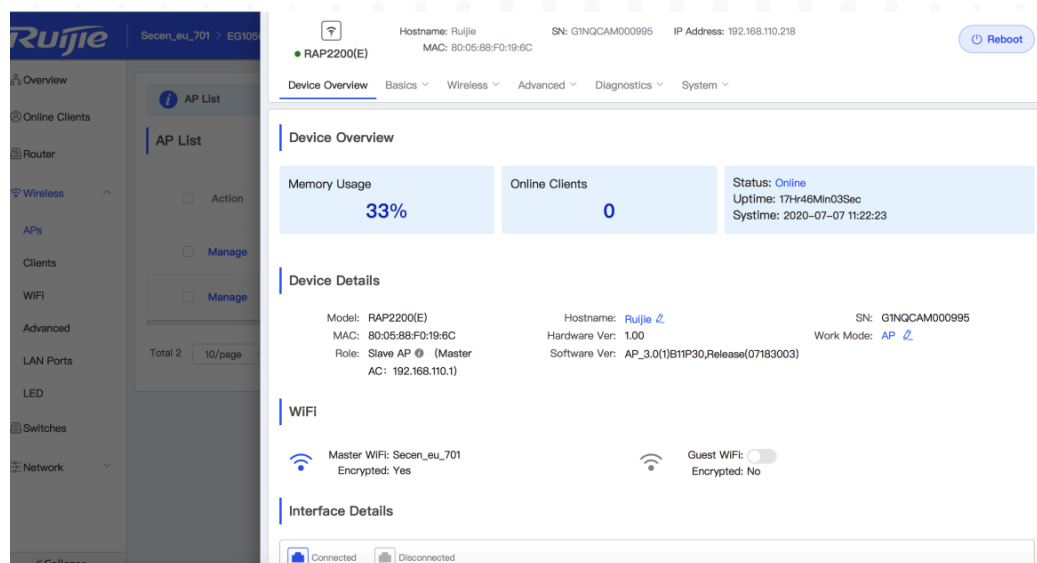 Ruijie
Secen_eu_701 > EG105
Overview
Online Clients
Router
Wireless
APs
Clients
WiFi
Advanced
LAN Ports
LED
Switches
Network
AP List
AP List
Action
Manage
Manage
Total 2 10/page
RAP2200(E)
Hostname: Ruijie SN: G1NQCAM000995 IP Address: 192.168.110.218
MAC: 80:05:88:F0:19:6C
Reboot
Device Overview Basics Wireless Advanced Diagnostics System
Device Overview
Memory Usage
33%
Online Clients
0
Status: Online
Uptime: 17Hr46Min03Sec
Systime: 2020-07-07 11:22:23
Device Details
Model: RAP2200(E) Hostname: Ruijie SN: G1NQCAM000995
MAC: 80:05:88:F0:19:6C Hardware Ver: 1.00 Work Mode: AP
Role: Slave AP (Master Software Ver: AP_3.0(1)B11P30,Release(07183003)
AC: 192.168.110.1)
WiFi
Master WiFi: Secen_eu_701 Guest WiFi:
Encrypted: Yes Encrypted: No
Interface Details
Connected Disconnected